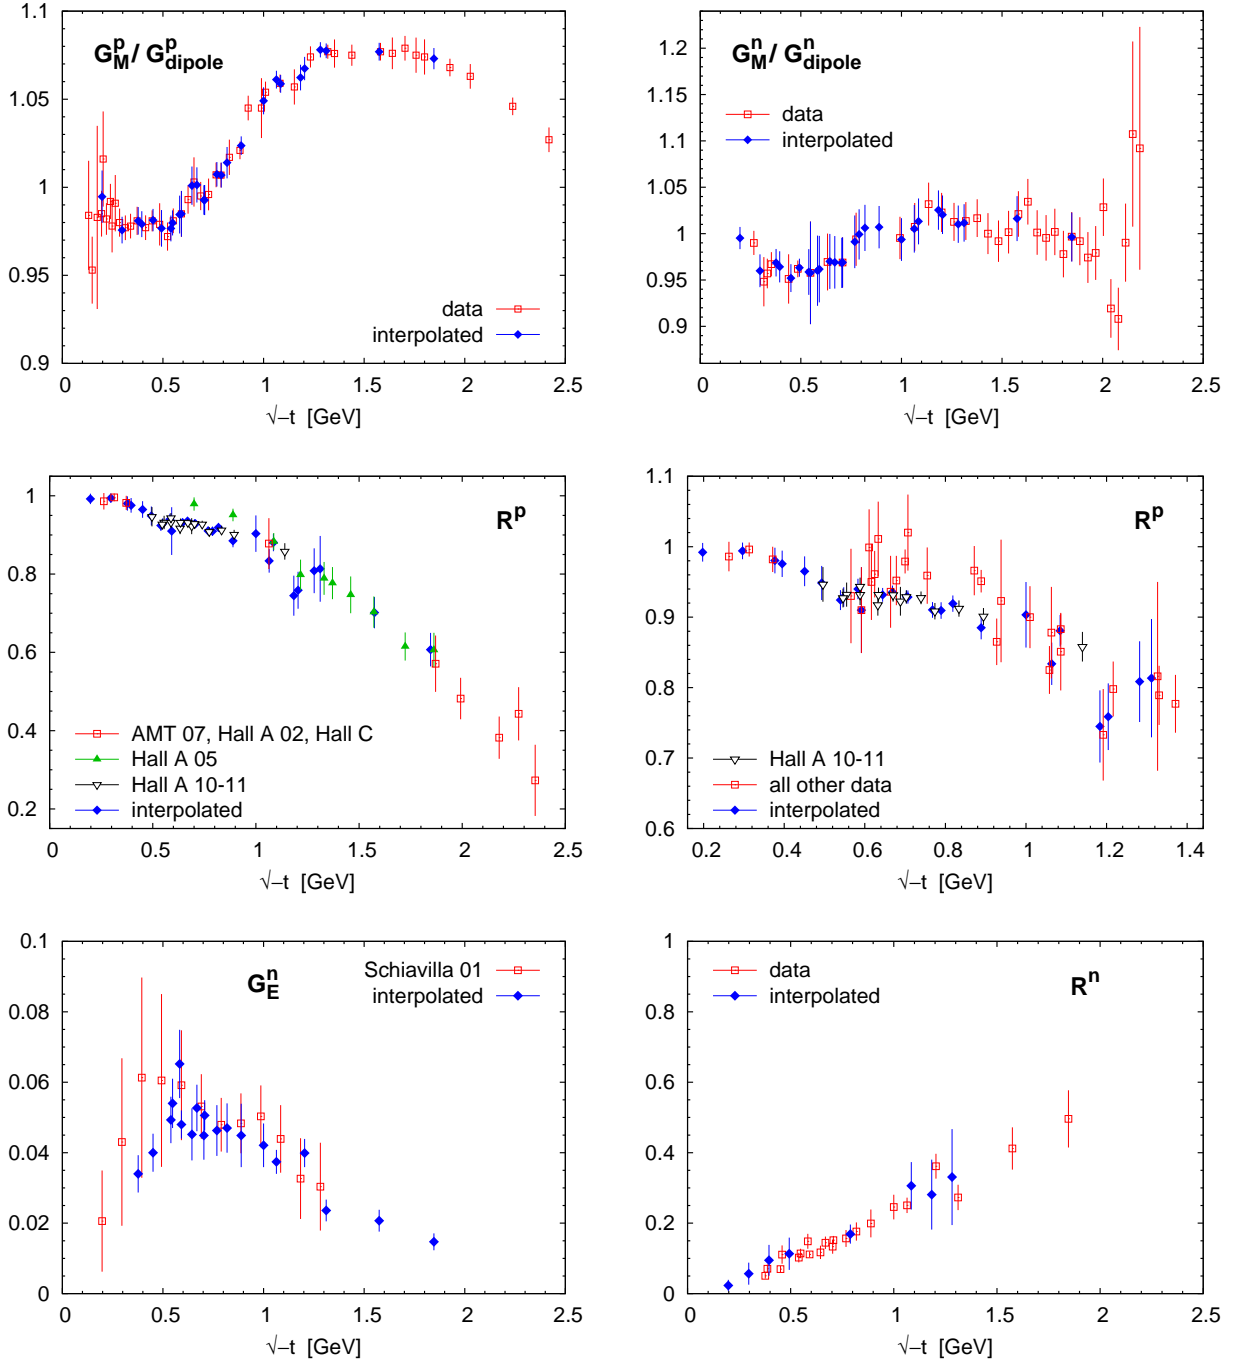 1.1
1.05
1
0.95
0.9
0 0.5 1 1.5 2 2.5
G_M^p / G_dipole^p
data
interpolated
√−t [GeV]
1.2
1.15
1.1
1.05
1
0.95
0.9
0 0.5 1 1.5 2 2.5
G_M^n / G_dipole^n
data
interpolated
√−t [GeV]
1
0.8
0.6
0.4
0.2
0 0.5 1 1.5 2 2.5
R^p
AMT 07, Hall A 02, Hall C
Hall A 05
Hall A 10-11
interpolated
√−t [GeV]
1.1
1
0.9
0.8
0.7
0.6
0.2 0.4 0.6 0.8 1 1.2 1.4
R^p
Hall A 10-11
all other data
interpolated
√−t [GeV]
0.1
0.08
0.06
0.04
0.02
0
0 0.5 1 1.5 2 2.5
G_E^n
Schiavilla 01
interpolated
√−t [GeV]
1
0.8
0.6
0.4
0.2
0
0 0.5 1 1.5 2 2.5
data
interpolated
R^n
√−t [GeV]